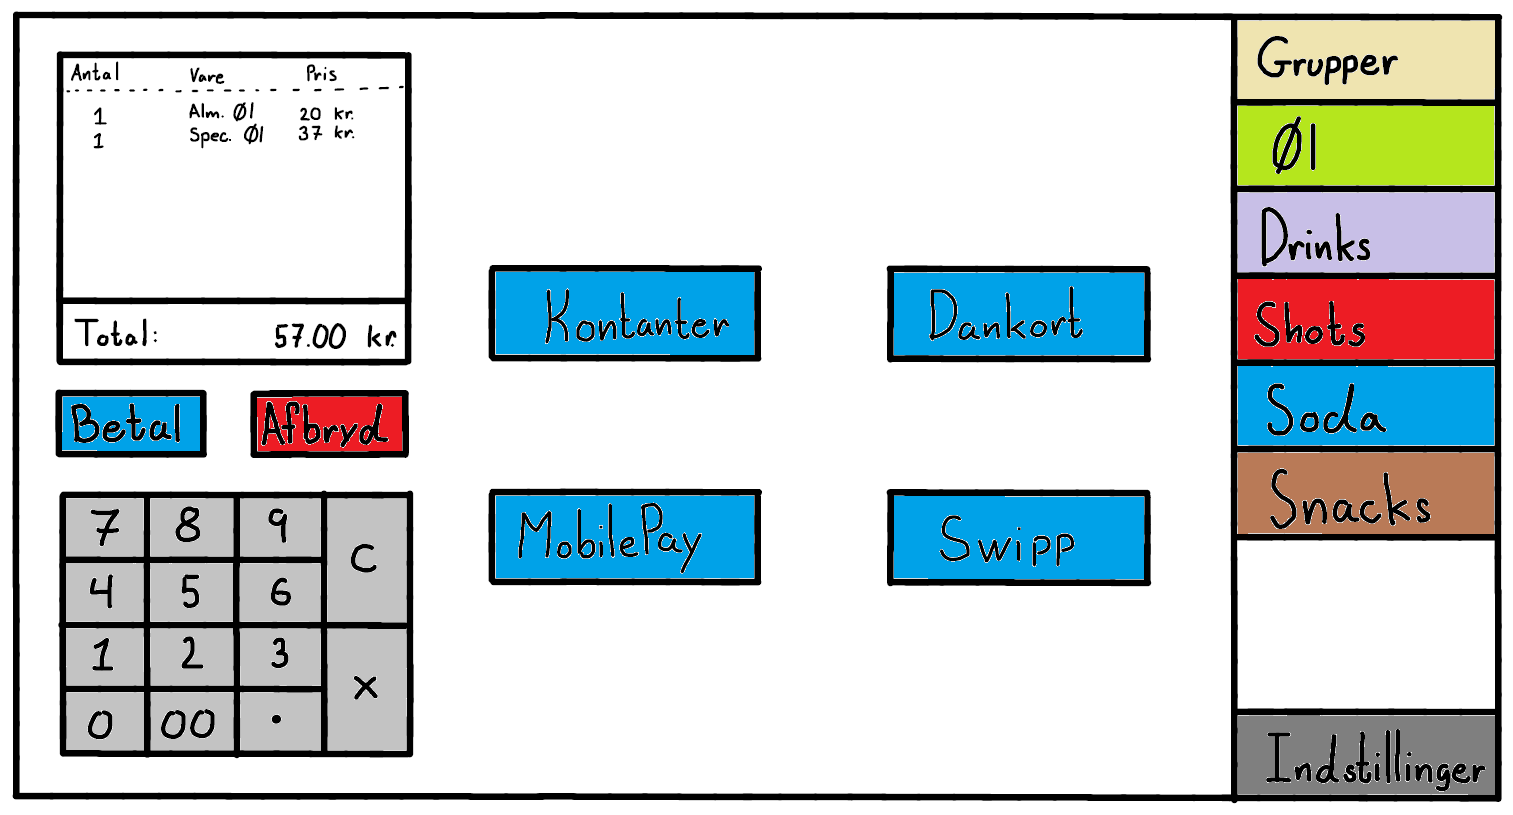 Antal Vare Pris
1 Alm. Øl 20 kr.
1 Spec. Øl 37 kr.
Total: 57.00 kr.
Betal Afbryd
7 8 9 C
4 5 6
1 2 3 X
0 00 .
Kontanter Dankort
MobilePay Swipp
Grupper
Øl
Drinks
Shots
Soda
Snacks
Indstillinger